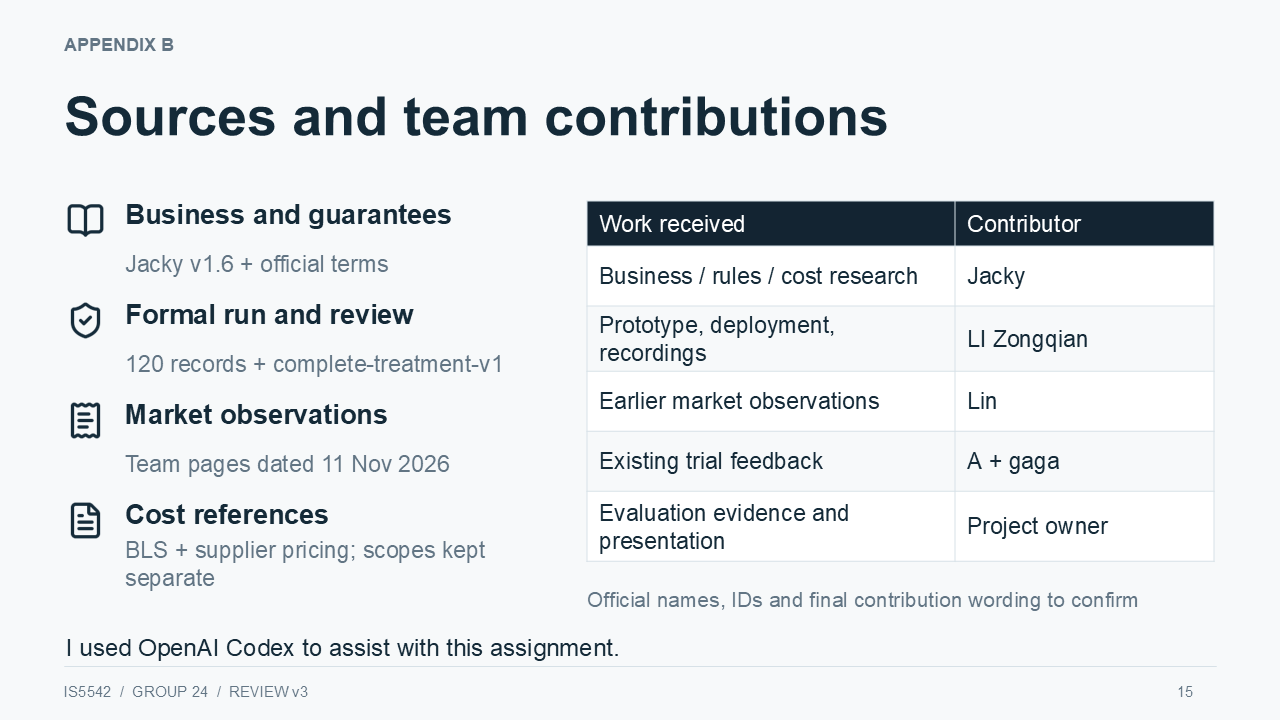 APPENDIX B
Sources and team contributions
Business and guarantees
Jacky v1.6 + official terms
Formal run and review
120 records + complete-treatment-v1
Market observations
Team pages dated 11 Nov 2026
Cost references
BLS + supplier pricing; scopes kept
separate
Work received
Contributor
Business / rules / cost research
Jacky
Prototype, deployment,
recordings
LI Zongqian
Earlier market observations
Lin
Existing trial feedback
A + gaga
Evaluation evidence and
presentation
Project owner
Official names, IDs and final contribution wording to confirm
I used OpenAI Codex to assist with this assignment.
IS5542 / GROUP 24 / REVIEW v3
15